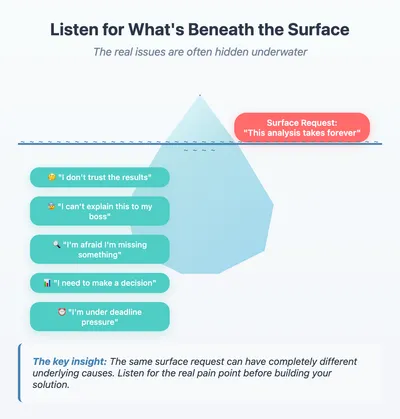 Listen for What's Beneath the Surface
The real issues are often hidden underwater
Surface Request:
"This analysis takes forever"
🤔 "I don't trust the results"
"I can't explain this to my
boss"
🔍 "I'm afraid I'm missing
something"
📊 "I need to make a decision"
⏰ "I'm under deadline
pressure"
The key insight: The same surface request can have completely different
underlying causes. Listen for the real pain point before building your
solution.